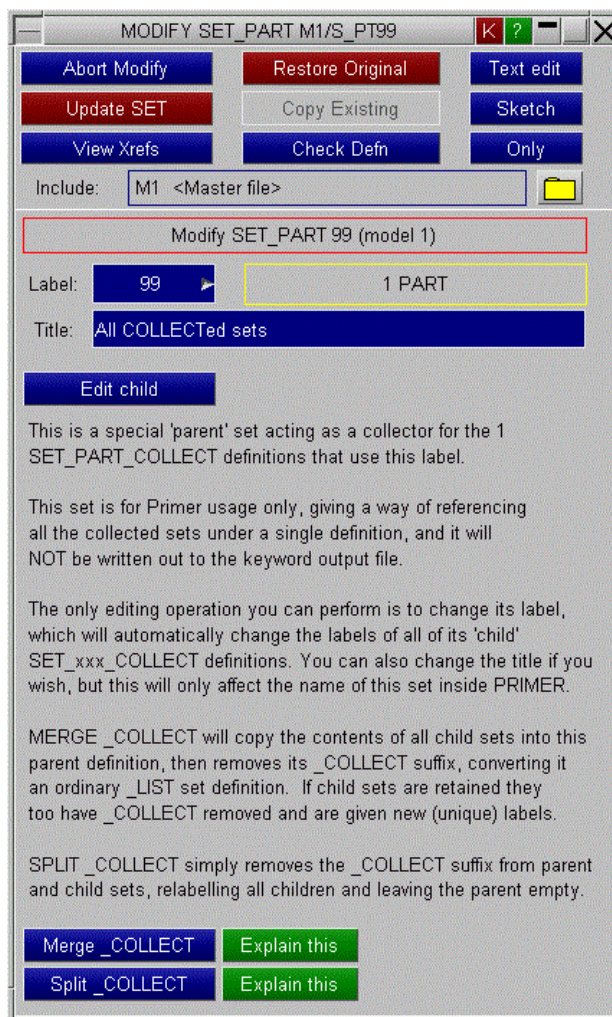 MODIFY SET_PART M1/S_PT99 K ?
Abort Modify Restore Original Text edit
Update SET Copy Existing Sketch
View Xrefs Check Defn Only
Include: M1 <Master file>
Modify SET_PART 99 (model 1)
Label: 99 1 PART
Title: All COLLECTed sets
Edit child
This is a special 'parent' set acting as a collector for the 1
SET_PART_COLLECT definitions that use this label.
This set is for Primer usage only, giving a way of referencing
all the collected sets under a single definition, and it will
NOT be written out to the keyword output file.
The only editing operation you can perform is to change its label,
which will automatically change the labels of all of its 'child'
SET_xxx_COLLECT definitions. You can also change the title if you
wish, but this will only affect the name of this set inside PRIMER.
MERGE _COLLECT will copy the contents of all child sets into this
parent definition, then removes its _COLLECT suffix, converting it
an ordinary _LIST set definition. If child sets are retained they
too have _COLLECT removed and are given new (unique) labels.
SPLIT _COLLECT simply removes the _COLLECT suffix from parent
and child sets, relabelling all children and leaving the parent empty.
Merge _COLLECT Explain this
Split _COLLECT Explain this